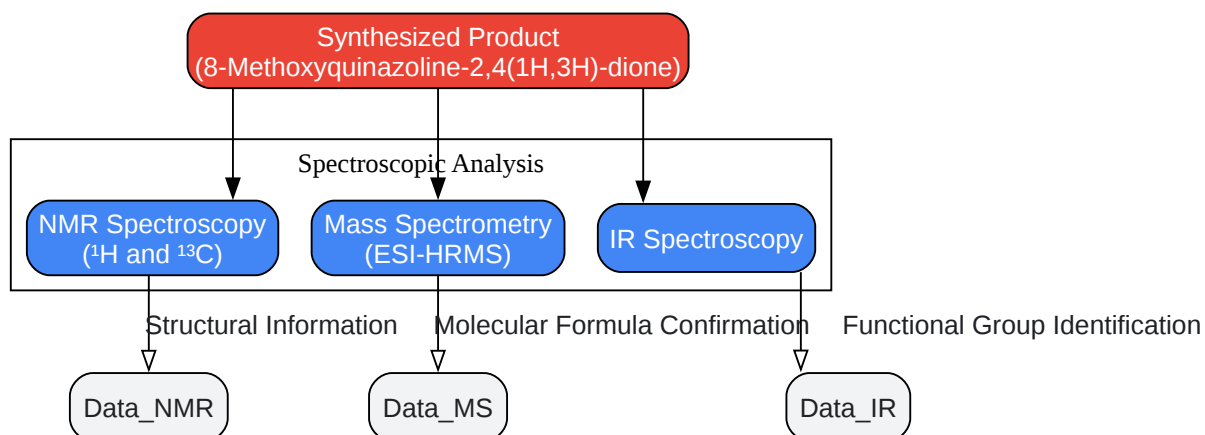 Synthesized Product
(8-Methoxyquinazoline-2,4(1H,3H)-dione)
Spectroscopic Analysis
NMR Spectroscopy
(¹H and ¹³C)
Mass Spectrometry
(ESI-HRMS)
IR Spectroscopy
Structural Information
Molecular Formula Confirmation
Functional Group Identification
Data_NMR
Data_MS
Data_IR